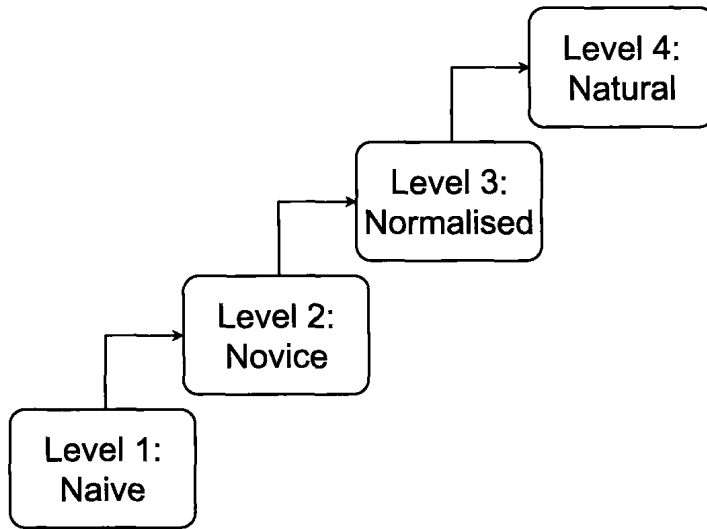 Level 4:
Natural
Level 3:
Normalised
Level 2:
Novice
Level 1:
Naive